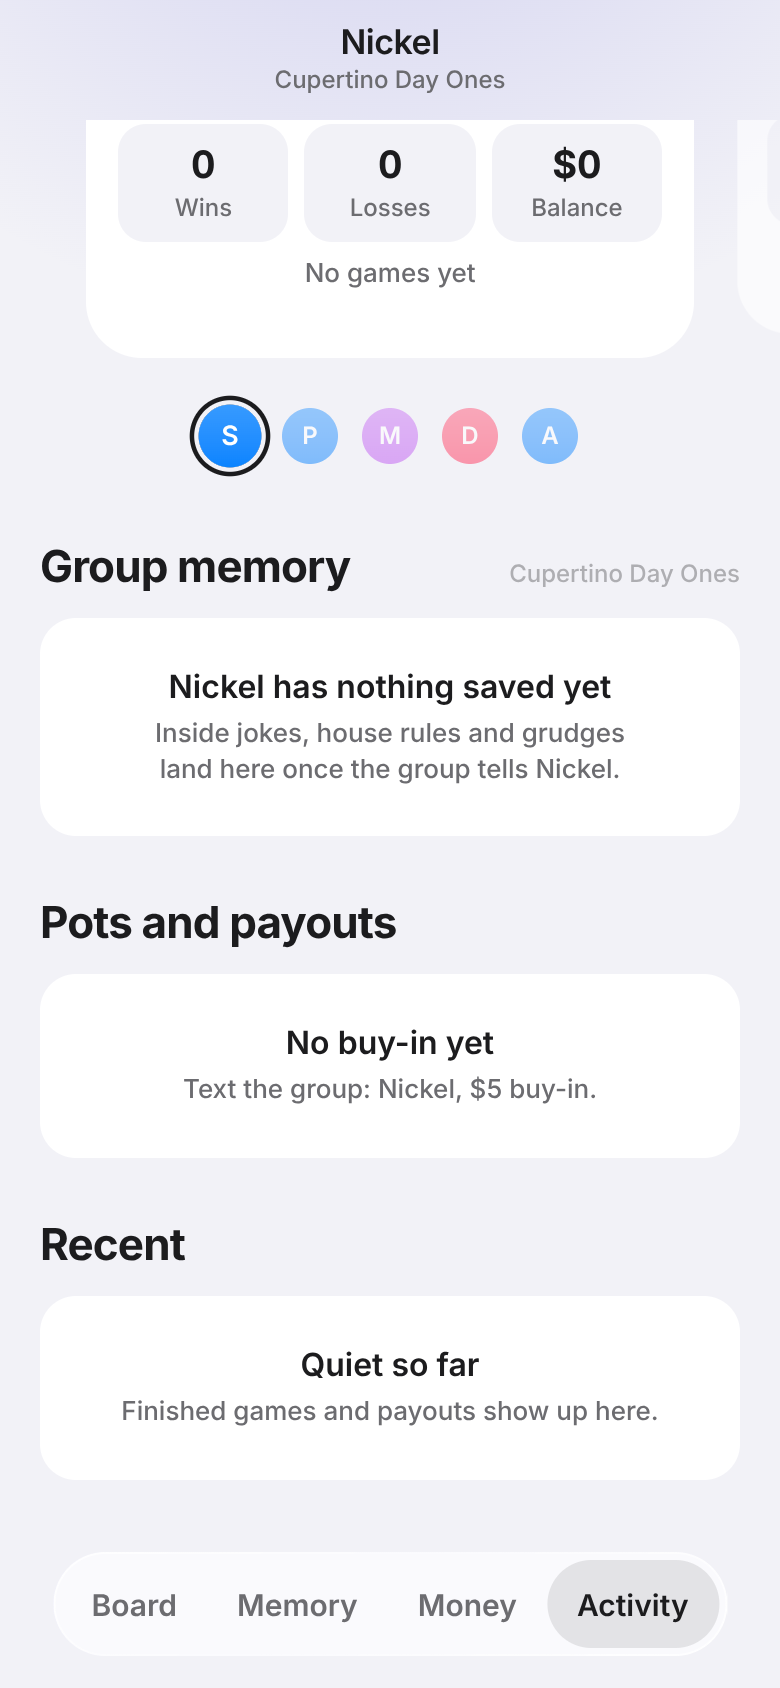 Nickel
Cupertino Day Ones
0
Wins
0
Losses
$0
Balance
No games yet
S
P
M
D
A
Group memory
Cupertino Day Ones
Nickel has nothing saved yet
Inside jokes, house rules and grudges
land here once the group tells Nickel.
Pots and payouts
No buy-in yet
Text the group: Nickel, $5 buy-in.
Recent
Quiet so far
Finished games and payouts show up here.
Board
Memory
Money
Activity